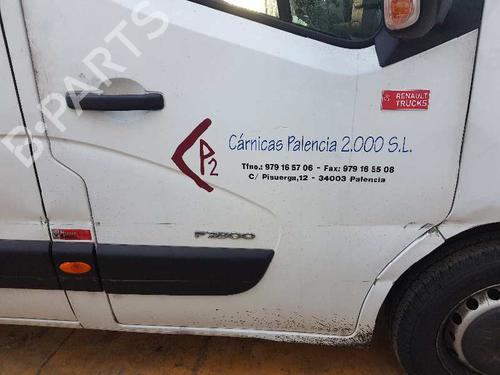 B-PARTS
RENAULT
TRUCKS
P2
Cárnicas Palencia 2.000 S.L.
Tfno.: 979 16 57 06 - Fax: 979 16 55 08
C/ Pisuerga,12 - 34003 Palencia
F3500